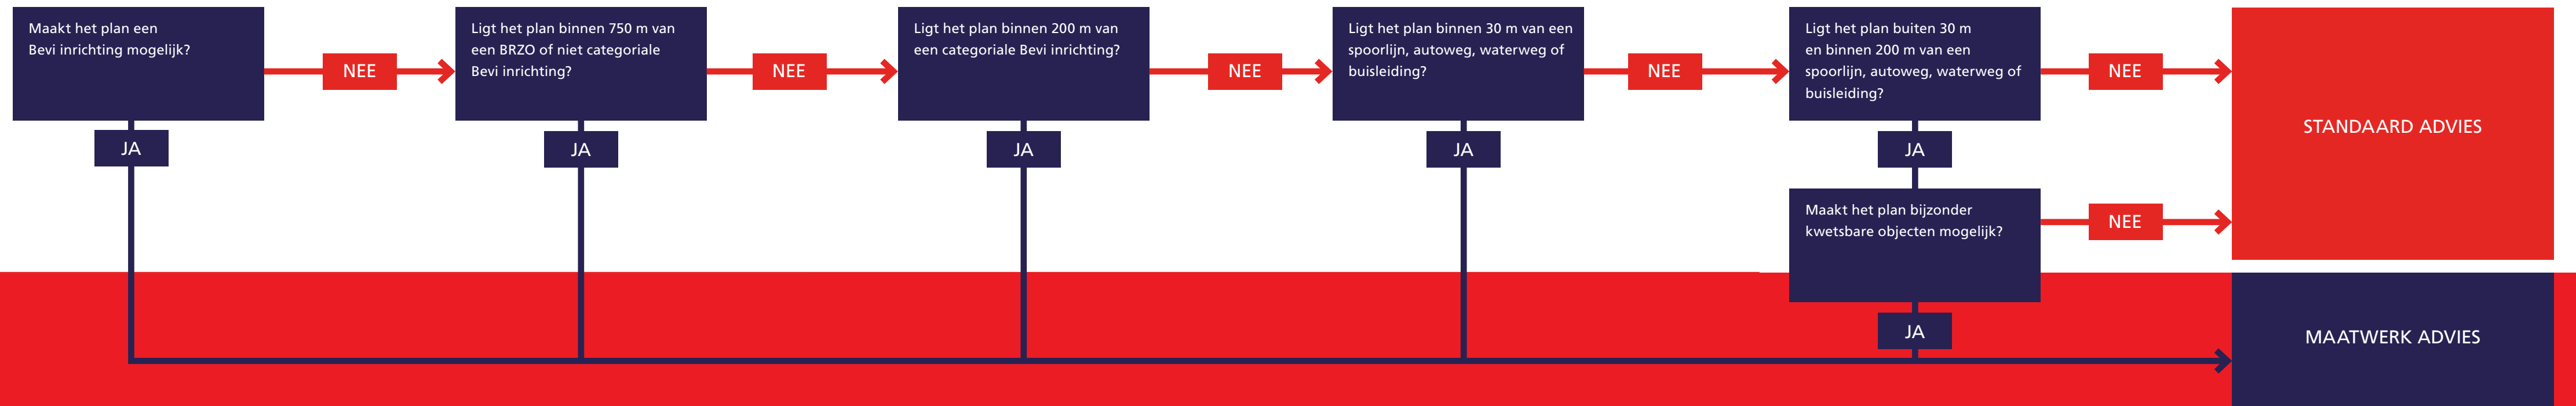 Maakt het plan een
Bevi inrichting mogelijk?
NEE
JA
Ligt het plan binnen 750 m van
een BRZO of niet categoriale
Bevi inrichting?
NEE
JA
Ligt het plan binnen 200 m van
een categoriale Bevi inrichting?
NEE
JA
Ligt het plan binnen 30 m van een
spoorlijn, autoweg, waterweg of
buisleiding?
NEE
JA
Ligt het plan buiten 30 m
en binnen 200 m van een
spoorlijn, autoweg, waterweg of
buisleiding?
NEE
JA
Maakt het plan bijzonder
kwetsbare objecten mogelijk?
NEE
JA
STANDAARD ADVIES
MAATWERK ADVIES